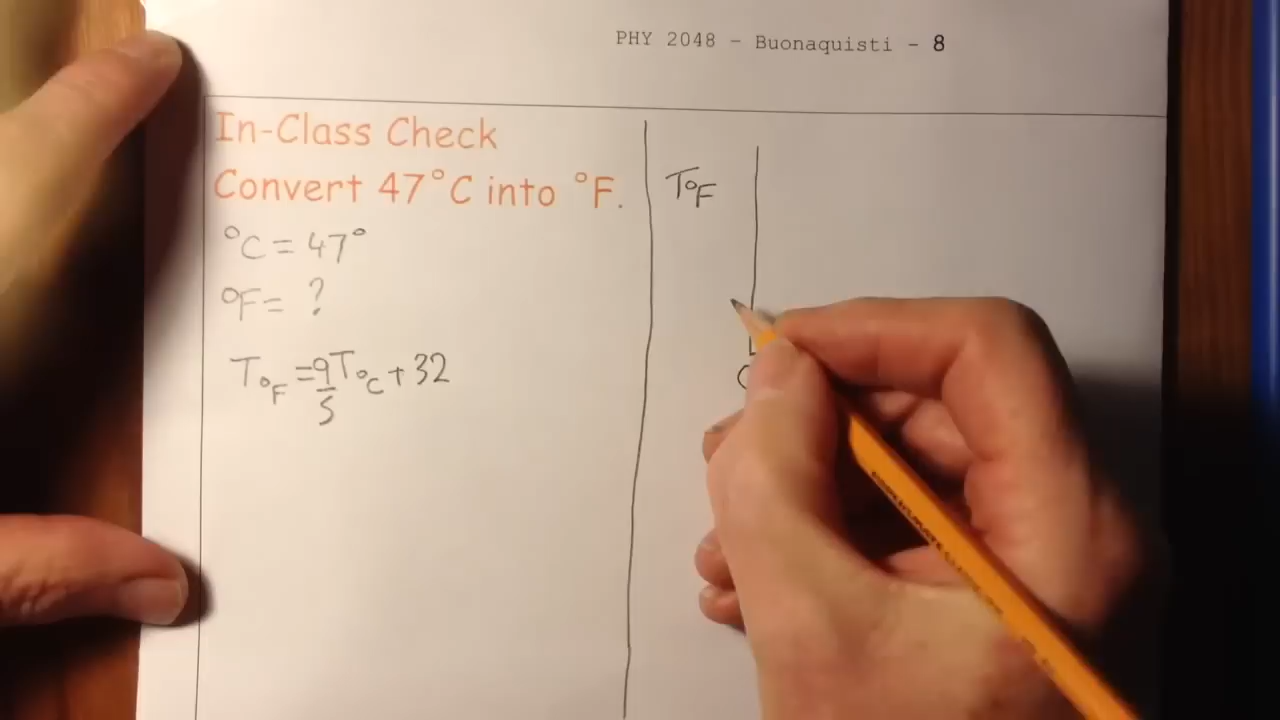 PHY 2048 - Buonaquisti - 8
In-Class Check
Convert 47°C into °F.
°C = 47°
°F = ?
T°F = 9/5 T°C + 32
T°F